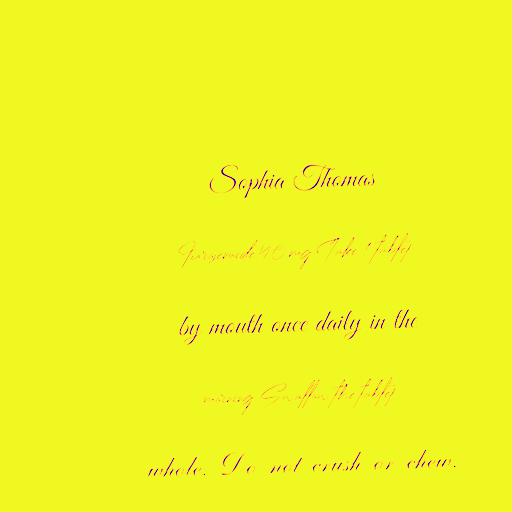 Sophia Thomas
Furosemide 40 mg Take 1 tablet
by mouth once daily in the
morning Swallow the tablet
whole. Do not crush or chew.